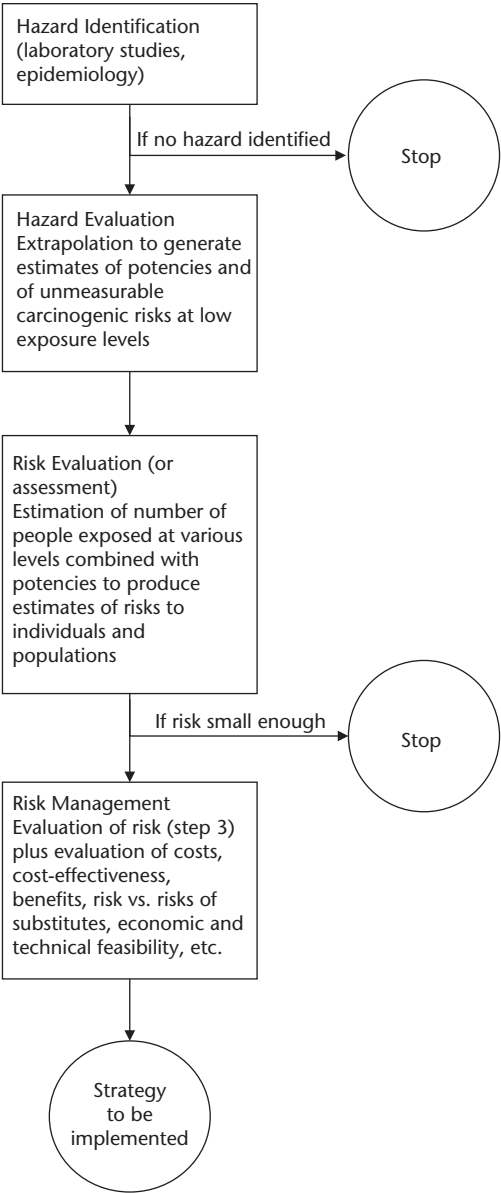 Hazard Identification
(laboratory studies,
epidemiology)
If no hazard identified
Stop
Hazard Evaluation
Extrapolation to generate
estimates of potencies and
of unmeasurable
carcinogenic risks at low
exposure levels
Risk Evaluation (or
assessment)
Estimation of number of
people exposed at various
levels combined with
potencies to produce
estimates of risks to
individuals and
populations
If risk small enough
Stop
Risk Management
Evaluation of risk (step 3)
plus evaluation of costs,
cost-effectiveness,
benefits, risk vs. risks of
substitutes, economic and
technical feasibility, etc.
Strategy
to be
implemented